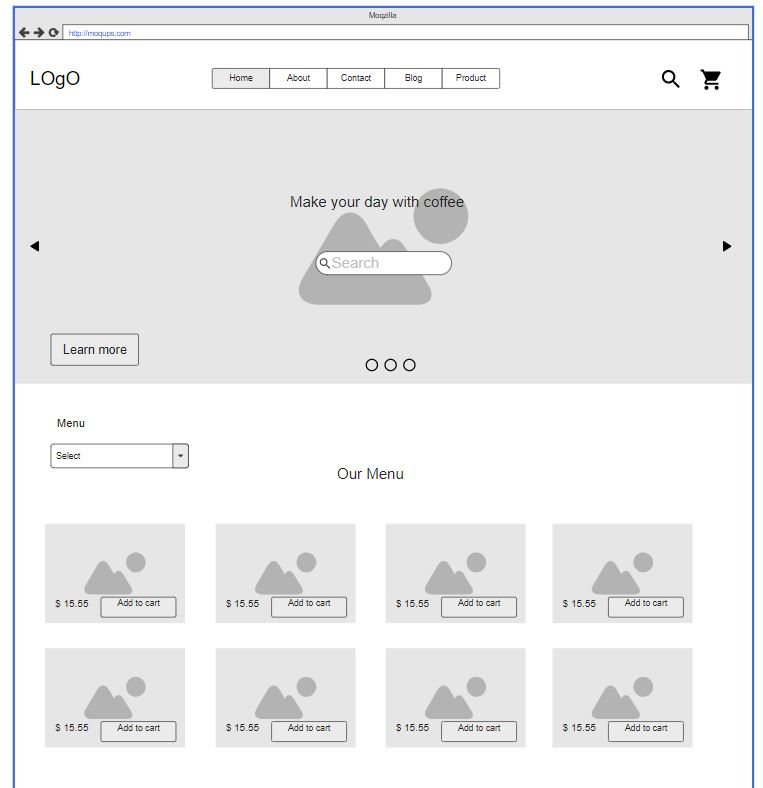 Moqzilla
http://moqups.com
LOgO
Home About Contact Blog Product
Make your day with coffee
Search
Learn more
Menu
Select
Our Menu
$ 15.55 Add to cart $ 15.55 Add to cart $ 15.55 Add to cart $ 15.55 Add to cart
$ 15.55 Add to cart $ 15.55 Add to cart $ 15.55 Add to cart $ 15.55 Add to cart